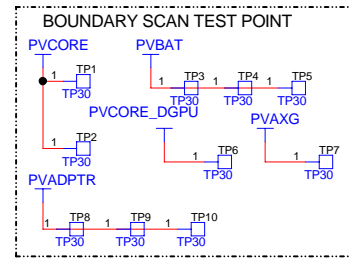 BOUNDARY SCAN TEST POINT
PVCORE PVBAT
1 TP1 1 TP3 1 TP4 1 TP5
TP30 TP30 TP30 TP30
PVCORE_DGPU PVAXG
1 TP2 1 TP6 1 TP7
TP30 TP30 TP30
PVADPTR
1 TP8 1 TP9 1 TP10
TP30 TP30 TP30